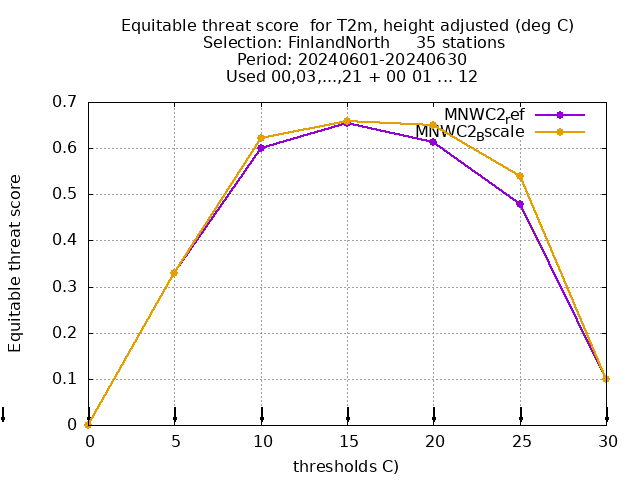 Equitable threat score  for T2m, height adjusted (deg C)
Selection: FinlandNorth     35 stations
Period: 20240601-20240630
Used 00,03,...,21 + 00 01 ... 12
MNWC2ref
MNWC2Bscale
0.7
0.6
0.5
0.4
0.3
0.2
0.1
0
Equitable threat score
0 5 10 15 20 25 30
thresholds C)